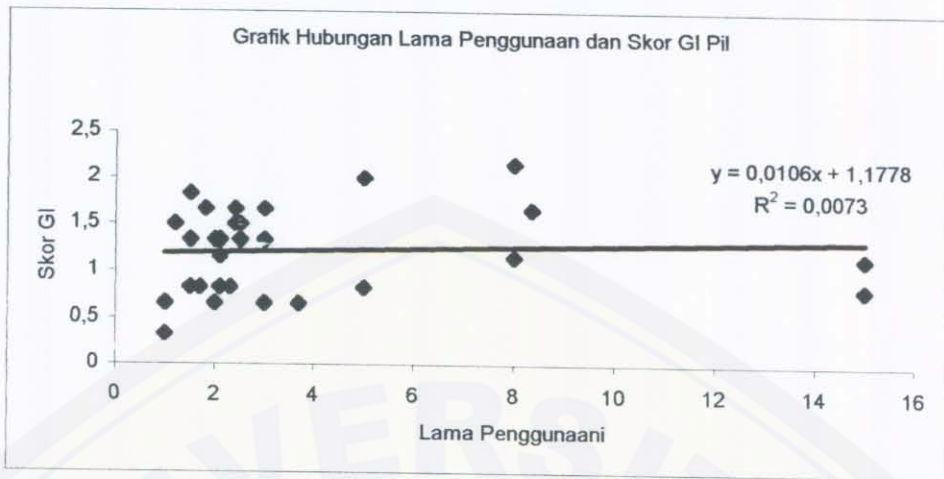 Grafik Hubungan Lama Penggunaan dan Skor GI Pil
2,5
2
1,5
1
0,5
0
Skor GI
y = 0,0106x + 1,1778
R² = 0,0073
0 2 4 6 8 10 12 14 16
Lama Penggunaani
VERSI